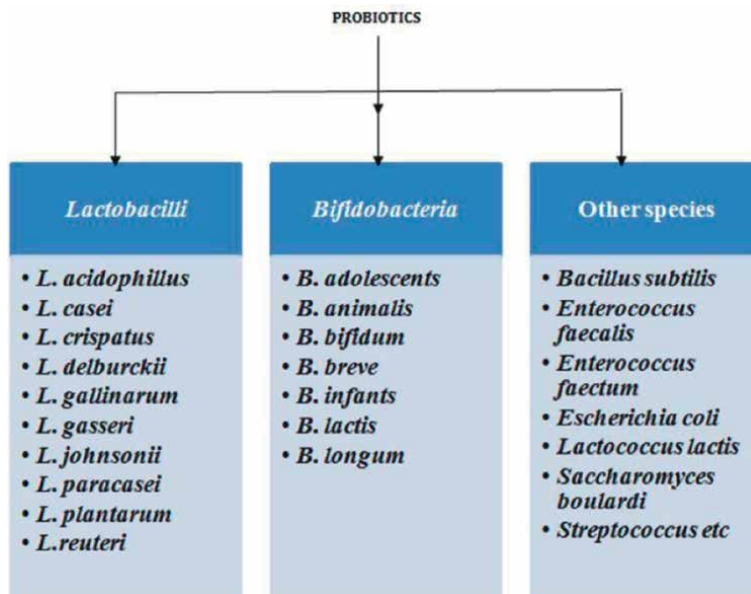 PROBIOTICS
Lactobacilli
• L. acidophillus
• L. casei
• L. crispatus
• L. delburckii
• L. gallinarum
• L. gasseri
• L. johnsonii
• L. paracasei
• L. plantarum
• L.reuteri
Bifidobacteria
• B. adolescents
• B. animalis
• B. bifidum
• B. breve
• B. infants
• B. lactis
• B. longum
Other species
• Bacillus subtilis
• Enterococcus
faecalis
• Enterococcus
faectum
• Escherichia coli
• Lactococcus lactis
• Saccharomyces
boulardi
• Streptococcus etc